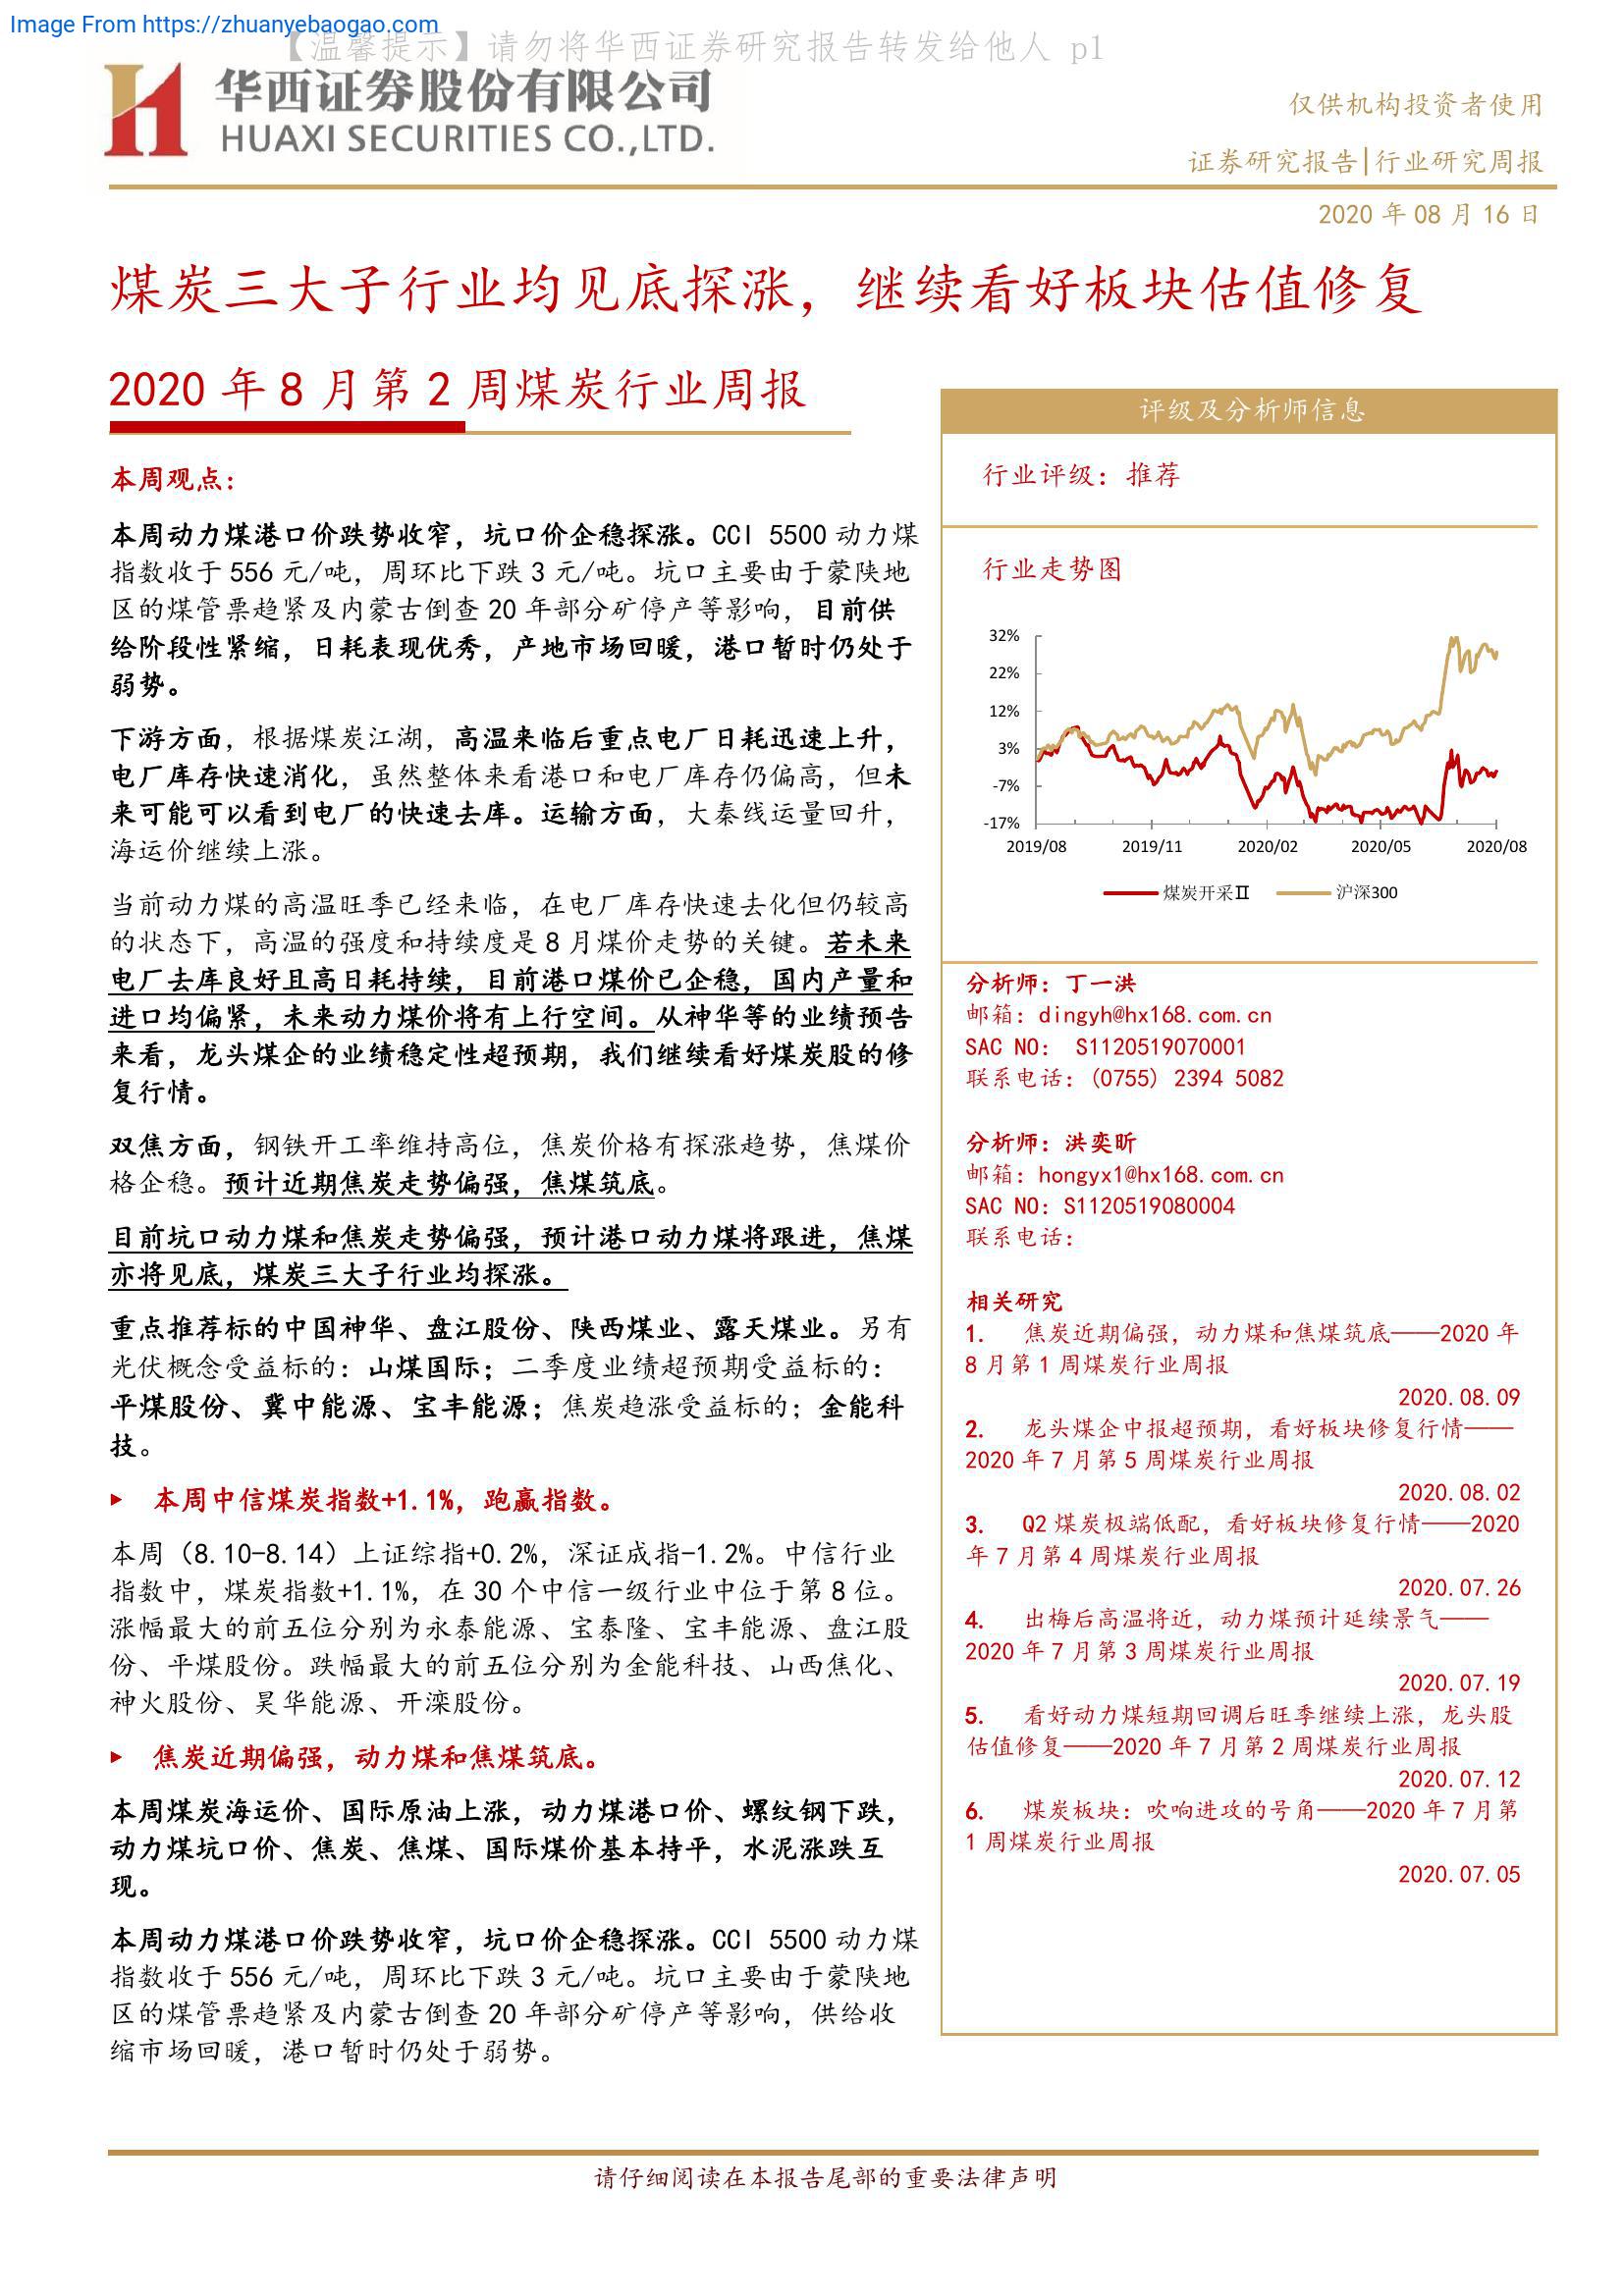 Image From https://zhuanyebaogao.com
【温馨提示】请勿将华西证券研究报告转发给他人 p1
华西证券股份有限公司
HUAXI SECURITIES CO.,LTD.
仅供机构投资者使用
证券研究报告|行业研究周报
2020 年 08 月 16 日
煤炭三大子行业均见底探涨，继续看好板块估值修复
2020 年 8 月第 2 周煤炭行业周报
本周观点：
本周动力煤港口价跌势收窄，坑口价企稳探涨。CCI 5500 动力煤
指数收于 556 元/吨，周环比下跌 3 元/吨。坑口主要由于蒙陕地
区的煤管票趋紧及内蒙古倒查 20 年部分矿停产等影响，目前供
给阶段性紧缩，日耗表现优秀，产地市场回暖，港口暂时仍处于
弱势。
下游方面，根据煤炭江湖，高温来临后重点电厂日耗迅速上升，
电厂库存快速消化，虽然整体来看港口和电厂库存仍偏高，但未
来可能可以看到电厂的快速去库。运输方面，大秦线运量回升，
海运价继续上涨。
当前动力煤的高温旺季已经来临，在电厂库存快速去化但仍较高
的状态下，高温的强度和持续度是 8 月煤价走势的关键。若未来
电厂去库良好且高日耗持续，目前港口煤价已企稳，国内产量和
进口均偏紧，未来动力煤价将有上行空间。从神华等的业绩预告
来看，龙头煤企的业绩稳定性超预期，我们继续看好煤炭股的修
复行情。
双焦方面，钢铁开工率维持高位，焦炭价格有探涨趋势，焦煤价
格企稳。预计近期焦炭走势偏强，焦煤筑底。
目前坑口动力煤和焦炭走势偏强，预计港口动力煤将跟进，焦煤
亦将见底，煤炭三大子行业均探涨。
重点推荐标的中国神华、盘江股份、陕西煤业、露天煤业。另有
光伏概念受益标的：山煤国际；二季度业绩超预期受益标的：
平煤股份、冀中能源、宝丰能源；焦炭趋涨受益标的；金能科
技。
▶ 本周中信煤炭指数+1.1%，跑赢指数。
本周（8.10-8.14）上证综指+0.2%，深证成指-1.2%。中信行业
指数中，煤炭指数+1.1%，在 30 个中信一级行业中位于第 8 位。
涨幅最大的前五位分别为永泰能源、宝泰隆、宝丰能源、盘江股
份、平煤股份。跌幅最大的前五位分别为金能科技、山西焦化、
神火股份、昊华能源、开滦股份。
▶ 焦炭近期偏强，动力煤和焦煤筑底。
本周煤炭海运价、国际原油上涨，动力煤港口价、螺纹钢下跌，
动力煤坑口价、焦炭、焦煤、国际煤价基本持平，水泥涨跌互
现。
本周动力煤港口价跌势收窄，坑口价企稳探涨。CCI 5500 动力煤
指数收于 556 元/吨，周环比下跌 3 元/吨。坑口主要由于蒙陕地
区的煤管票趋紧及内蒙古倒查 20 年部分矿停产等影响，供给收
缩市场回暖，港口暂时仍处于弱势。
评级及分析师信息
行业评级：推荐
行业走势图
32%
22%
12%
3%
-7%
-17%
2019/08 2019/11 2020/02 2020/05 2020/08
煤炭开采Ⅱ 沪深300
分析师：丁一洪
邮箱：dingyh@hx168.com.cn
SAC NO： S1120519070001
联系电话：(0755) 2394 5082
分析师：洪奕昕
邮箱：hongyx1@hx168.com.cn
SAC NO：S1120519080004
联系电话：
相关研究
1. 焦炭近期偏强，动力煤和焦煤筑底——2020 年
8 月第 1 周煤炭行业周报
2020.08.09
2. 龙头煤企中报超预期，看好板块修复行情——
2020 年 7 月第 5 周煤炭行业周报
2020.08.02
3. Q2 煤炭极端低配，看好板块修复行情——2020
年 7 月第 4 周煤炭行业周报
2020.07.26
4. 出梅后高温将近，动力煤预计延续景气——
2020 年 7 月第 3 周煤炭行业周报
2020.07.19
5. 看好动力煤短期回调后旺季继续上涨，龙头股
估值修复——2020 年 7 月第 2 周煤炭行业周报
2020.07.12
6. 煤炭板块：吹响进攻的号角——2020 年 7 月第
1 周煤炭行业周报
2020.07.05
请仔细阅读在本报告尾部的重要法律声明